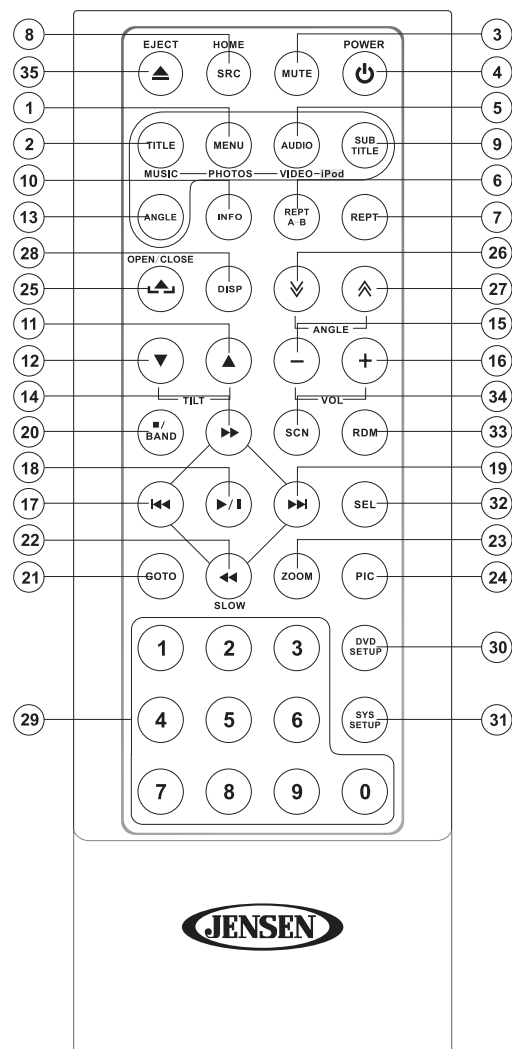 8 3
EJECT HOME POWER
35 SRC MUTE 4
1 5
2 TITLE MENU AUDIO SUB TITLE 9
MUSIC PHOTOS VIDEO iPod
10 6
13 ANGLE INFO REPT A-B REPT 7
28 26
OPEN/CLOSE
25 DISP 27
11 ANGLE 15
12 − + 16
14 TILT VOL 34
20 ■/BAND SCN RDM 33
18 19
17 SEL 32
22 23
21 GOTO ZOOM PIC 24
SLOW
1 2 3 DVD SETUP 30
29 4 5 6 SYS SETUP 31
7 8 9 0
JENSEN